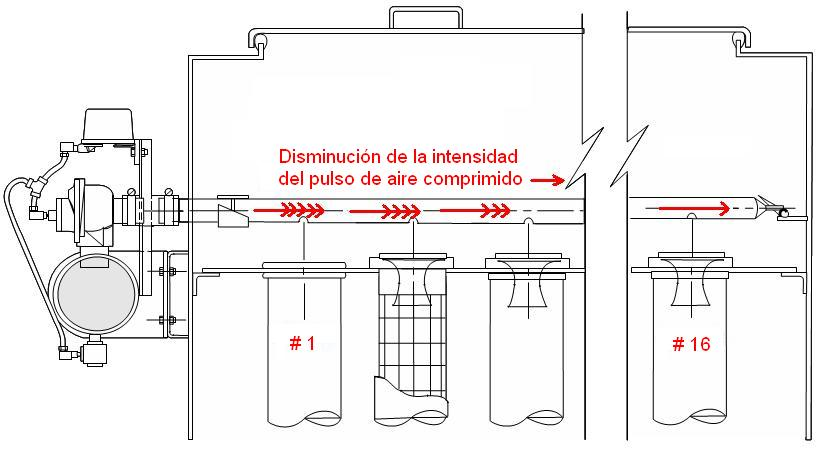 Disminución de la intensidad
del pulso de aire comprimido
# 1
# 16